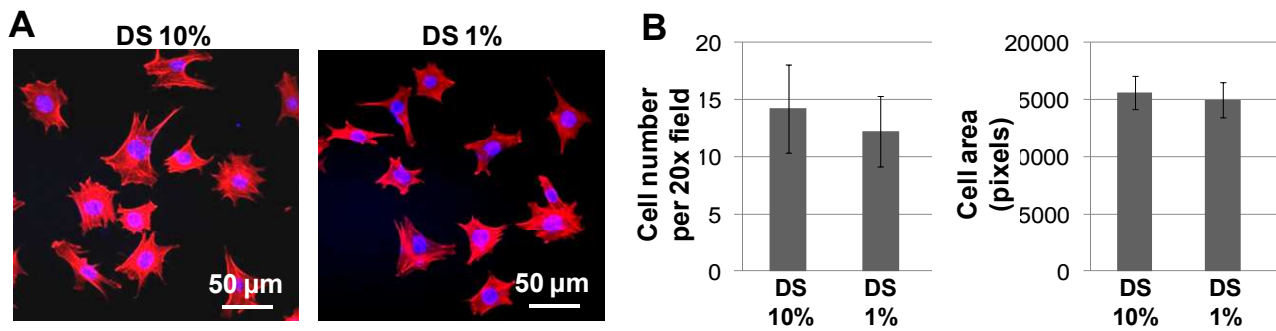 A
DS 10%
DS 1%
50 µm
50 µm
B
Cell number
per 20x field
20
15
10
5
0
DS
10%
DS
1%
Cell area
(pixels)
20000
5000
0000
5000
0
DS
10%
DS
1%